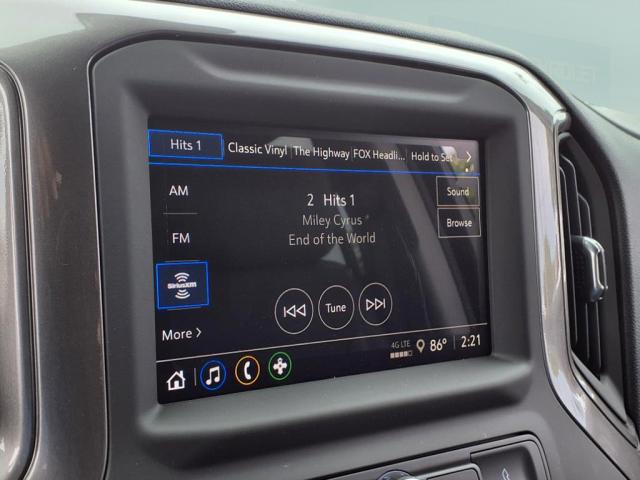 Hits 1 Classic Vinyl The Highway FOX Headli... Hold to Set
AM
2 Hits 1
Sound
Miley Cyrus
Browse
FM
End of the World
SiriusXM
Tune
More
4G LTE 86° 2:21